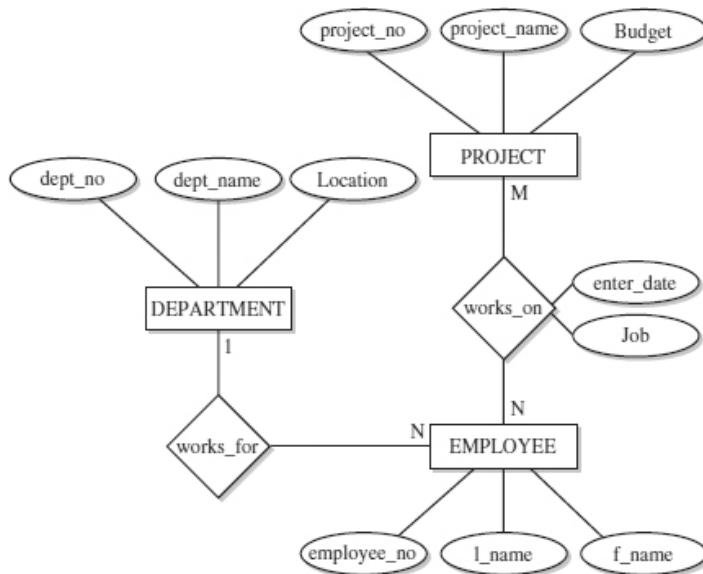 project_no
project_name
Budget
PROJECT
M
dept_no
dept_name
Location
DEPARTMENT
1
enter_date
works_on
Job
N
works_for
N
EMPLOYEE
employee_no
l_name
f_name